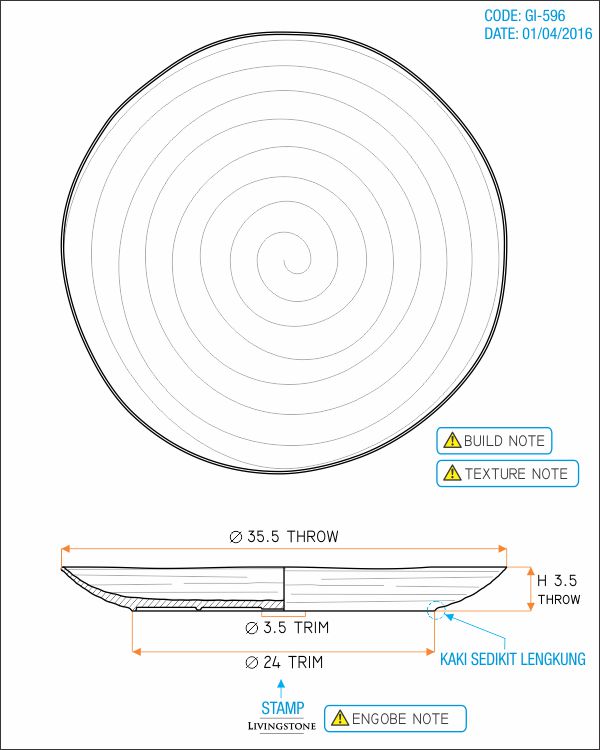 CODE: GI-596
DATE: 01/04/2016
BUILD NOTE
TEXTURE NOTE
Ø 35.5 THROW
H 3.5
THROW
Ø 3.5 TRIM
Ø 24 TRIM
KAKI SEDIKIT LENGKUNG
STAMP
LIVINGSTONE
ENGOBE NOTE